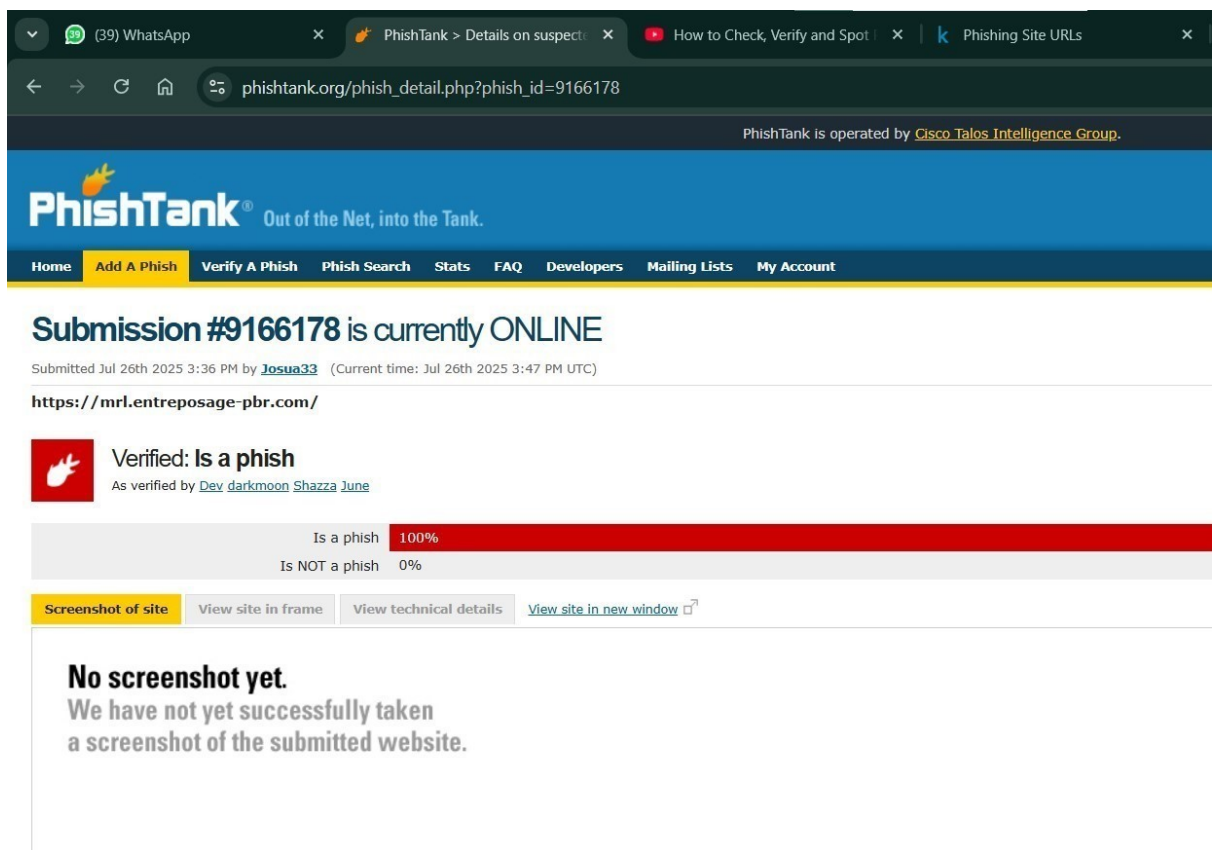 39 (39) WhatsApp
PhishTank > Details on suspecte
How to Check, Verify and Spot
k Phishing Site URLs
phishtank.org/phish_detail.php?phish_id=9166178
PhishTank is operated by Cisco Talos Intelligence Group.
PhishTank® Out of the Net, into the Tank.
Home Add A Phish Verify A Phish Phish Search Stats FAQ Developers Mailing Lists My Account
Submission #9166178 is currently ONLINE
Submitted Jul 26th 2025 3:36 PM by Josua33 (Current time: Jul 26th 2025 3:47 PM UTC)
https://mrl.entreposage-pbr.com/
Verified: Is a phish
As verified by Dev darkmoon Shazza June
Is a phish 100%
Is NOT a phish 0%
Screenshot of site View site in frame View technical details View site in new window
No screenshot yet.
We have not yet successfully taken
a screenshot of the submitted website.